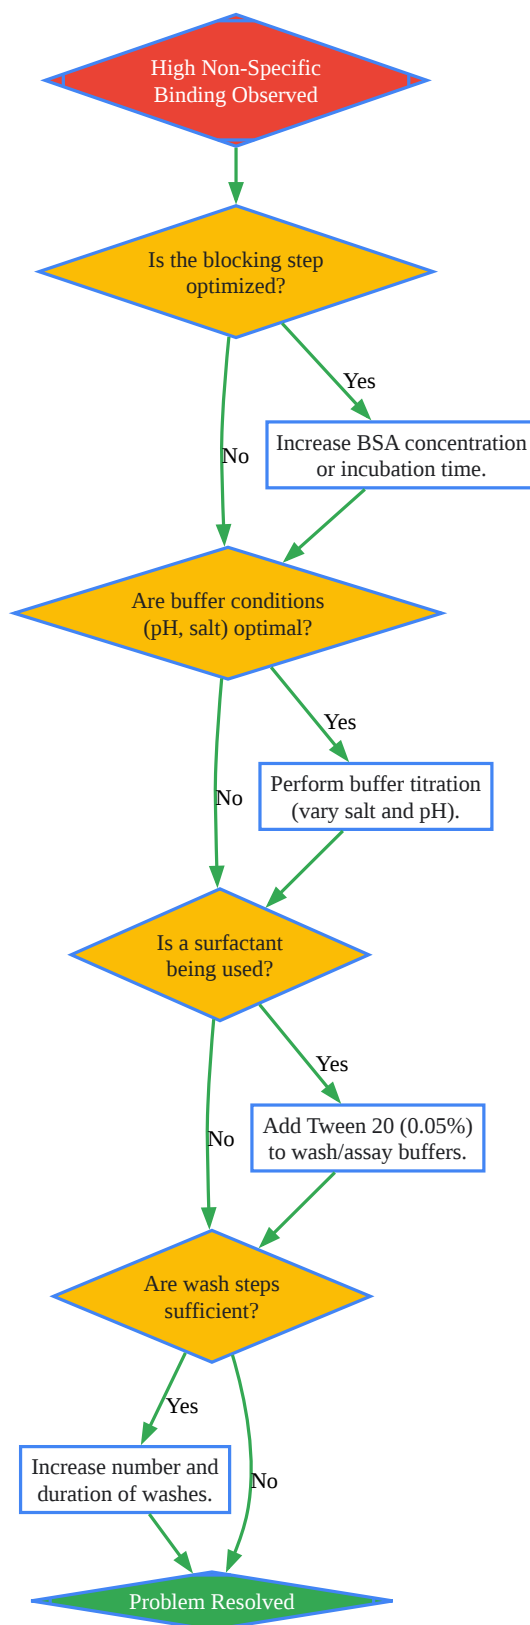 High Non-Specific
Binding Observed
Is the blocking step
optimized?
Yes
Increase BSA concentration
or incubation time.
No
Are buffer conditions
(pH, salt) optimal?
Yes
Perform buffer titration
(vary salt and pH).
No
Is a surfactant
being used?
Yes
Add Tween 20 (0.05%)
to wash/assay buffers.
No
Are wash steps
sufficient?
Yes
Increase number and
duration of washes.
No
Problem Resolved